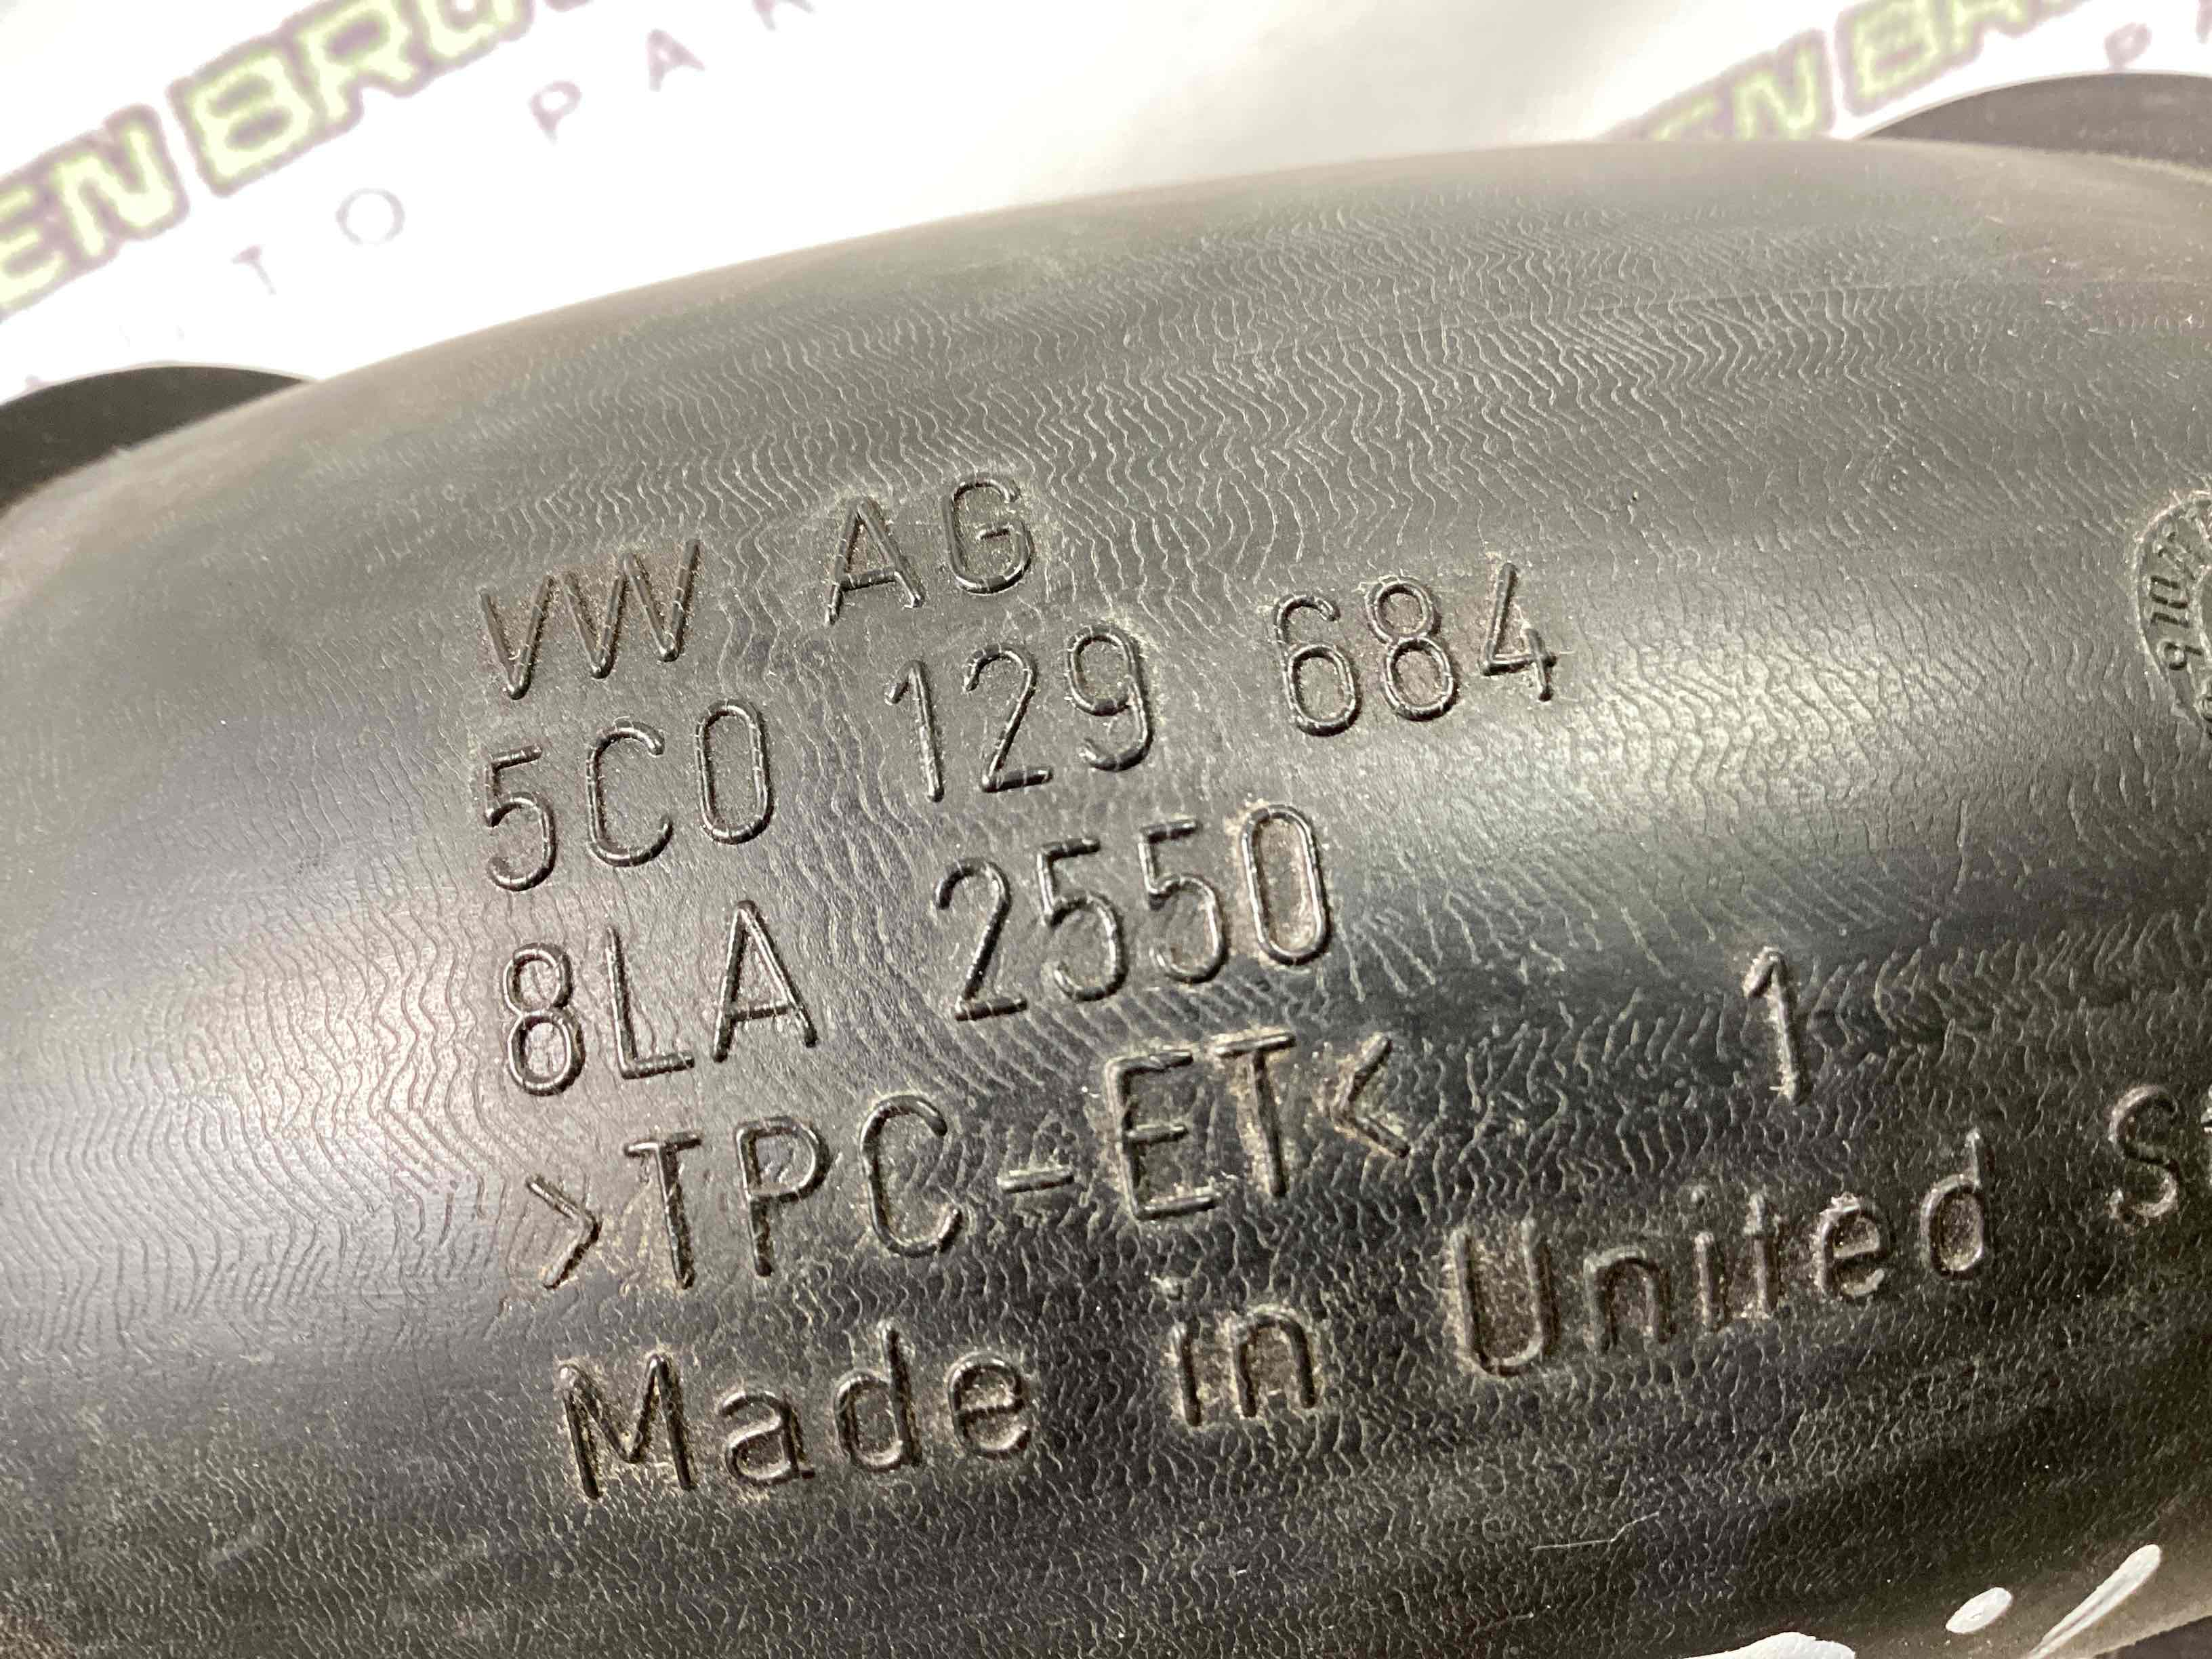 VW AG
5C0 129 684
8LA 2550
>TPC-ET< 1
Made in United